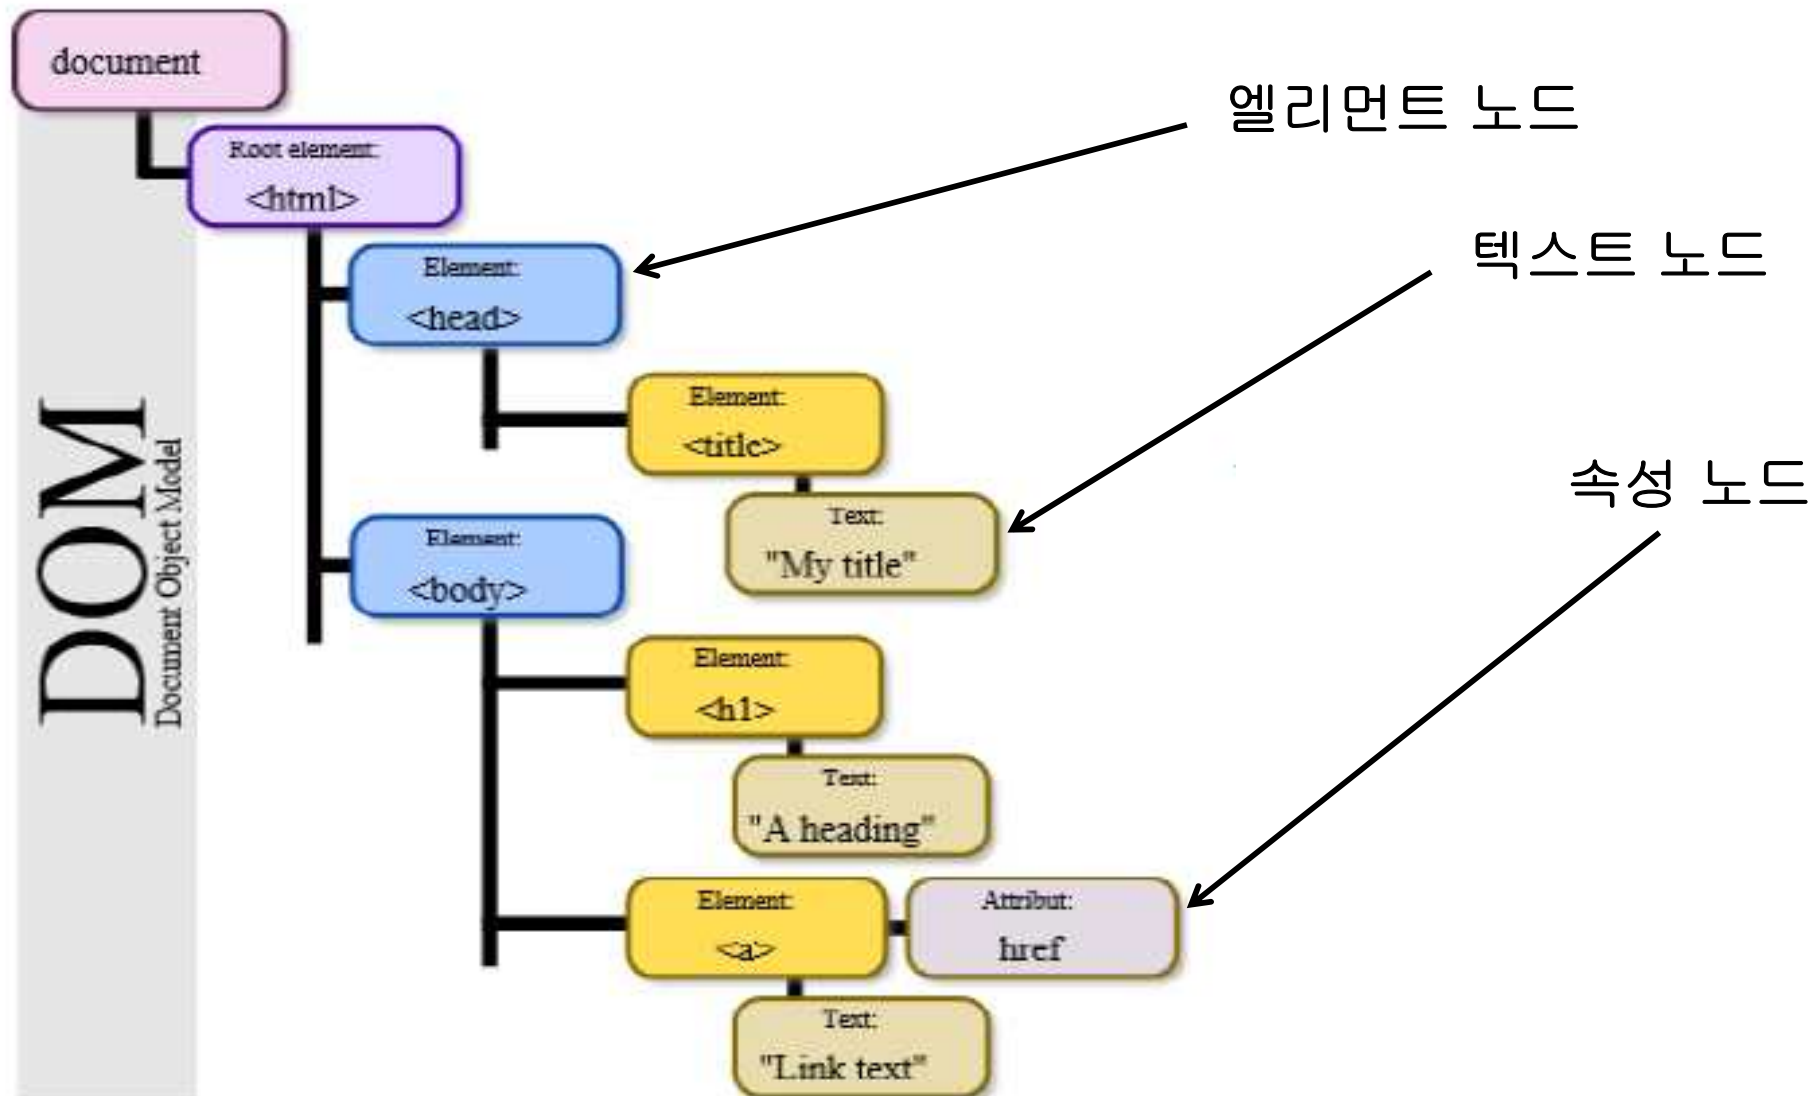 document
Root element:
<html>
엘리먼트 노드
Element:
<head>
텍스트 노드
Element:
<title>
Text:
"My title"
속성 노드
Element:
<body>
Element:
<h1>
Text:
"A heading"
Element:
<a>
Attribut:
href
Text:
"Link text"
DOM
Document Object Model